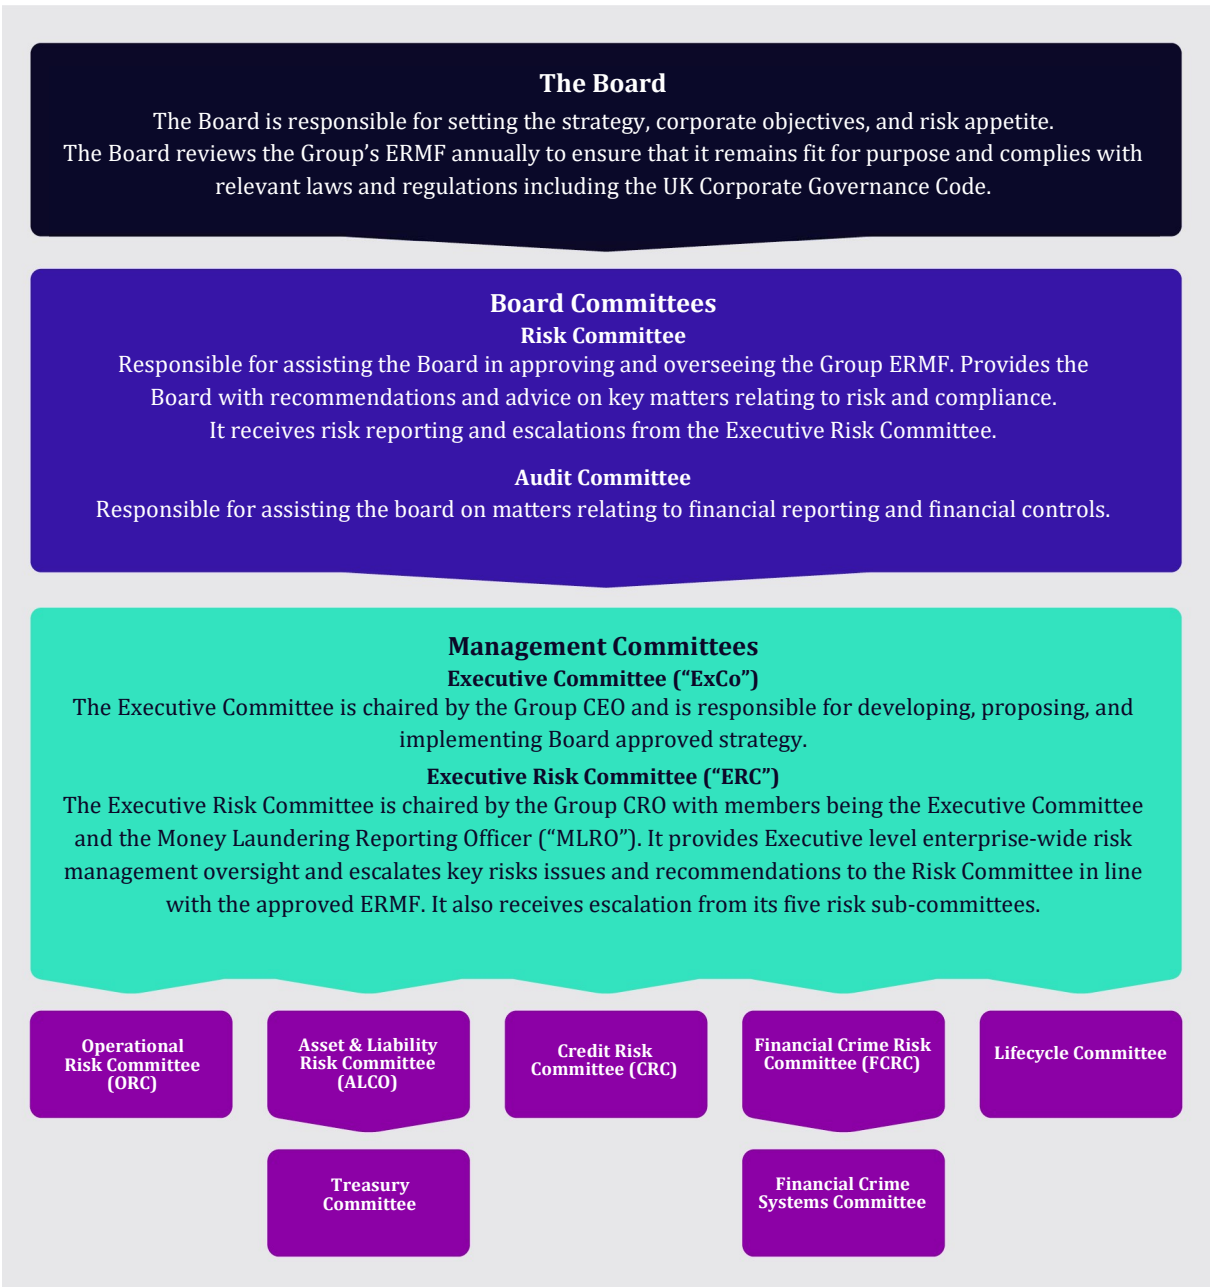 The Board
The Board is responsible for setting the strategy, corporate objectives, and risk appetite.
The Board reviews the Group’s ERMF annually to ensure that it remains fit for purpose and complies with
relevant laws and regulations including the UK Corporate Governance Code.
Board Committees
Risk Committee
Responsible for assisting the Board in approving and overseeing the Group ERMF. Provides the
Board with recommendations and advice on key matters relating to risk and compliance.
It receives risk reporting and escalations from the Executive Risk Committee.
Audit Committee
Responsible for assisting the board on matters relating to financial reporting and financial controls.
Management Committees
Executive Committee (“ExCo”)
The Executive Committee is chaired by the Group CEO and is responsible for developing, proposing, and
implementing Board approved strategy.
Executive Risk Committee (“ERC”)
The Executive Risk Committee is chaired by the Group CRO with members being the Executive Committee
and the Money Laundering Reporting Officer (“MLRO”). It provides Executive level enterprise-wide risk
management oversight and escalates key risks issues and recommendations to the Risk Committee in line
with the approved ERMF. It also receives escalation from its five risk sub-committees.
Operational
Risk Committee
(ORC)
Asset & Liability
Risk Committee
(ALCO)
Credit Risk
Committee (CRC)
Financial Crime Risk
Committee (FCRC)
Lifecycle Committee
Treasury
Committee
Financial Crime
Systems Committee